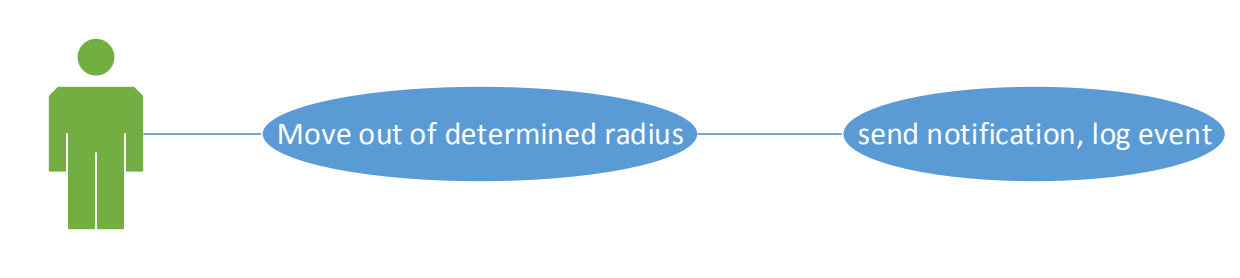 Move out of determined radius
send notification, log event